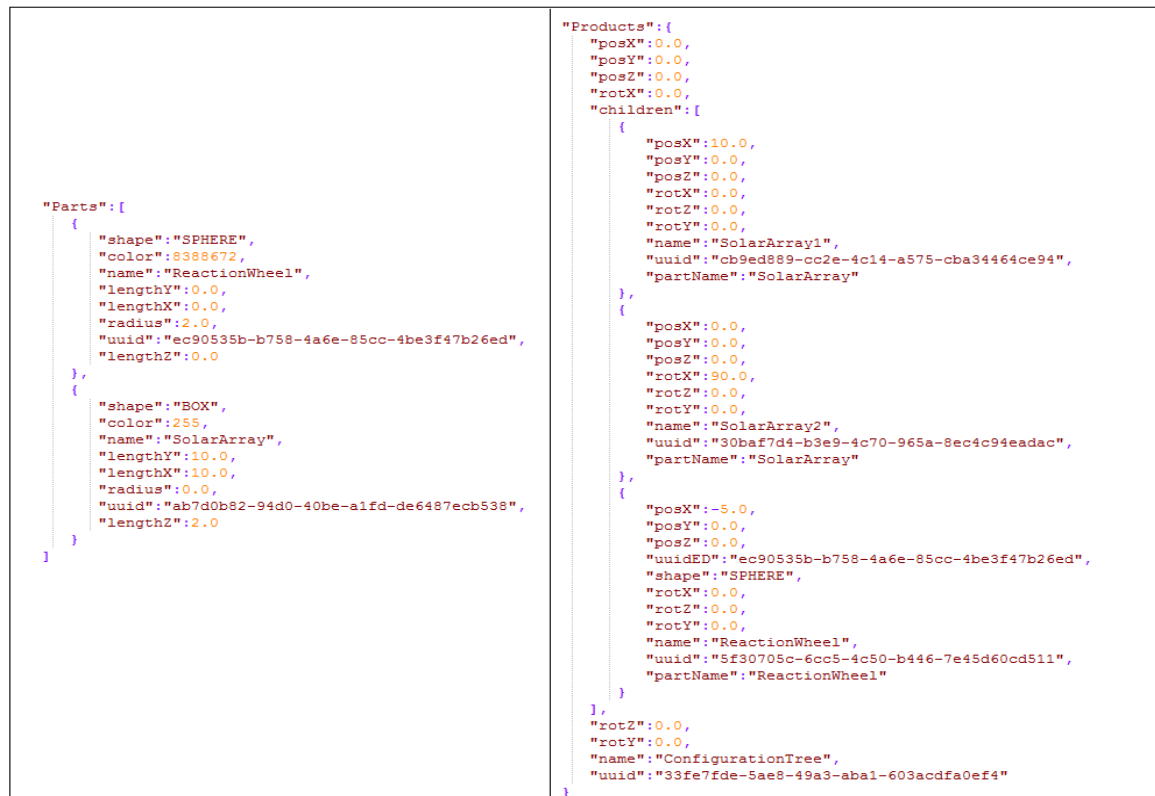 "Parts":[
{
"shape":"SPHERE",
"color":8388672,
"name":"ReactionWheel",
"lengthY":0.0,
"lengthX":0.0,
"radius":2.0,
"uuid":"ec90535b-b758-4a6e-85cc-4be3f47b26ed",
"lengthZ":0.0
},
{
"shape":"BOX",
"color":255,
"name":"SolarArray",
"lengthY":10.0,
"lengthX":10.0,
"radius":0.0,
"uuid":"ab7d0b82-94d0-40be-a1fd-de6487ecb538",
"lengthZ":2.0
}
]
"Products":{
"posX":0.0,
"posY":0.0,
"posZ":0.0,
"rotX":0.0,
"children":[
{
"posX":10.0,
"posY":0.0,
"posZ":0.0,
"rotX":0.0,
"rotZ":0.0,
"rotY":0.0,
"name":"SolarArray1",
"uuid":"cb9ed889-cc2e-4c14-a575-cba34464ce94",
"partName":"SolarArray"
},
{
"posX":0.0,
"posY":0.0,
"posZ":0.0,
"rotX":90.0,
"rotZ":0.0,
"rotY":0.0,
"name":"SolarArray2",
"uuid":"30baf7d4-b3e9-4c70-965a-8ec4c94eadac",
"partName":"SolarArray"
},
{
"posX":-5.0,
"posY":0.0,
"posZ":0.0,
"uuidED":"ec90535b-b758-4a6e-85cc-4be3f47b26ed",
"shape":"SPHERE",
"rotX":0.0,
"rotZ":0.0,
"rotY":0.0,
"name":"ReactionWheel",
"uuid":"5f30705c-6cc5-4c50-b446-7e45d60cd511",
"partName":"ReactionWheel"
}
],
"rotZ":0.0,
"rotY":0.0,
"name":"ConfigurationTree",
"uuid":"33fe7fde-5ae8-49a3-aba1-603acdfa0ef4"
}